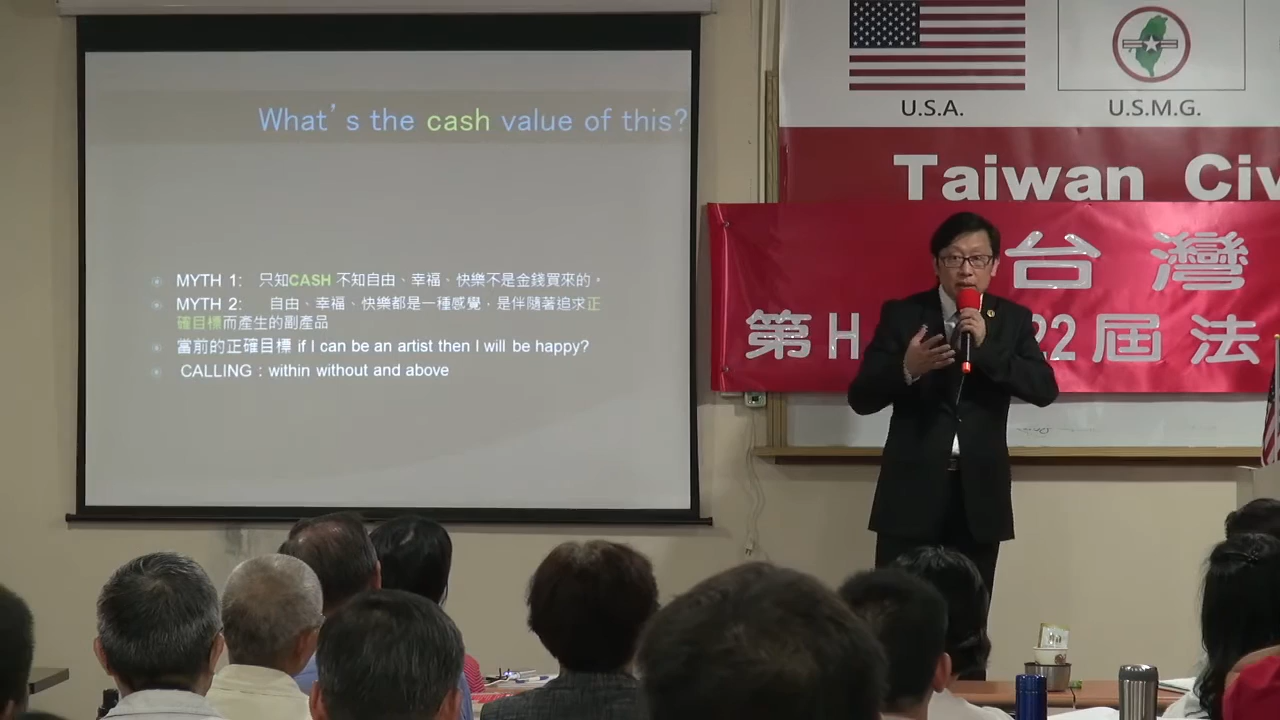 What's the cash value of this?
MYTH 1: 只知CASH 不知自由、幸福、快樂不是金錢買來的。
MYTH 2: 自由、幸福、快樂都是一種感覺，是伴隨著追求正
確目標而產生的副產品
當前的正確目標 if I can be an artist then I will be happy?
CALLING : within without and above
U.S.A.
U.S.M.G.
Taiwan Civ
台灣
第H 22屆 法